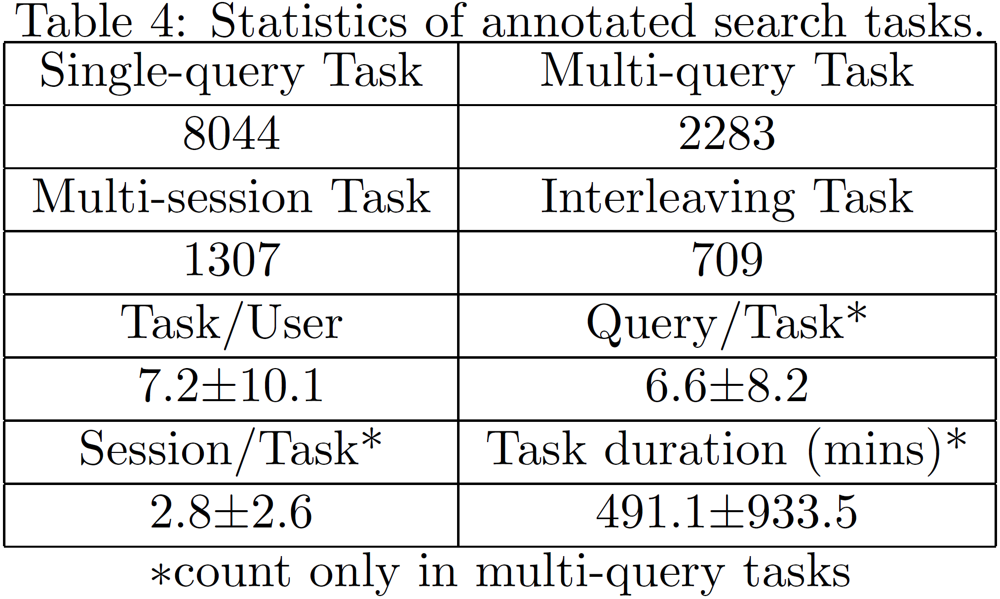 Table 4: Statistics of annotated search tasks.
Single-query Task Multi-query Task
8044 2283
Multi-session Task Interleaving Task
1307 709
Task/User Query/Task*
7.2±10.1 6.6±8.2
Session/Task* Task duration (mins)*
2.8±2.6 491.1±933.5
*count only in multi-query tasks